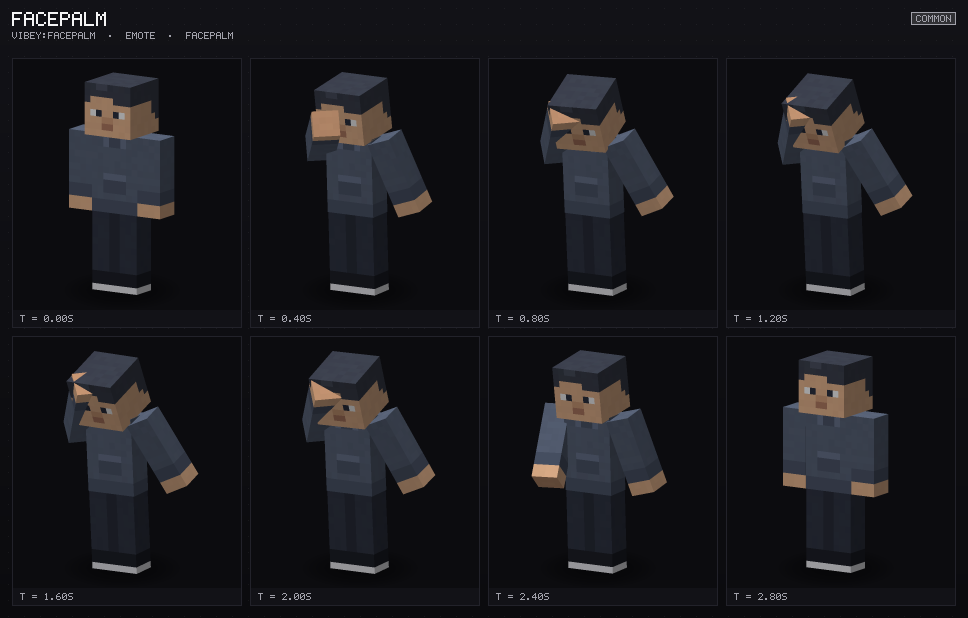 FACEPALM
COMMON
VIBEY:FACEPALM • EMOTE • FACEPALM
T = 0.00S
T = 0.40S
T = 0.80S
T = 1.20S
T = 1.60S
T = 2.00S
T = 2.40S
T = 2.80S